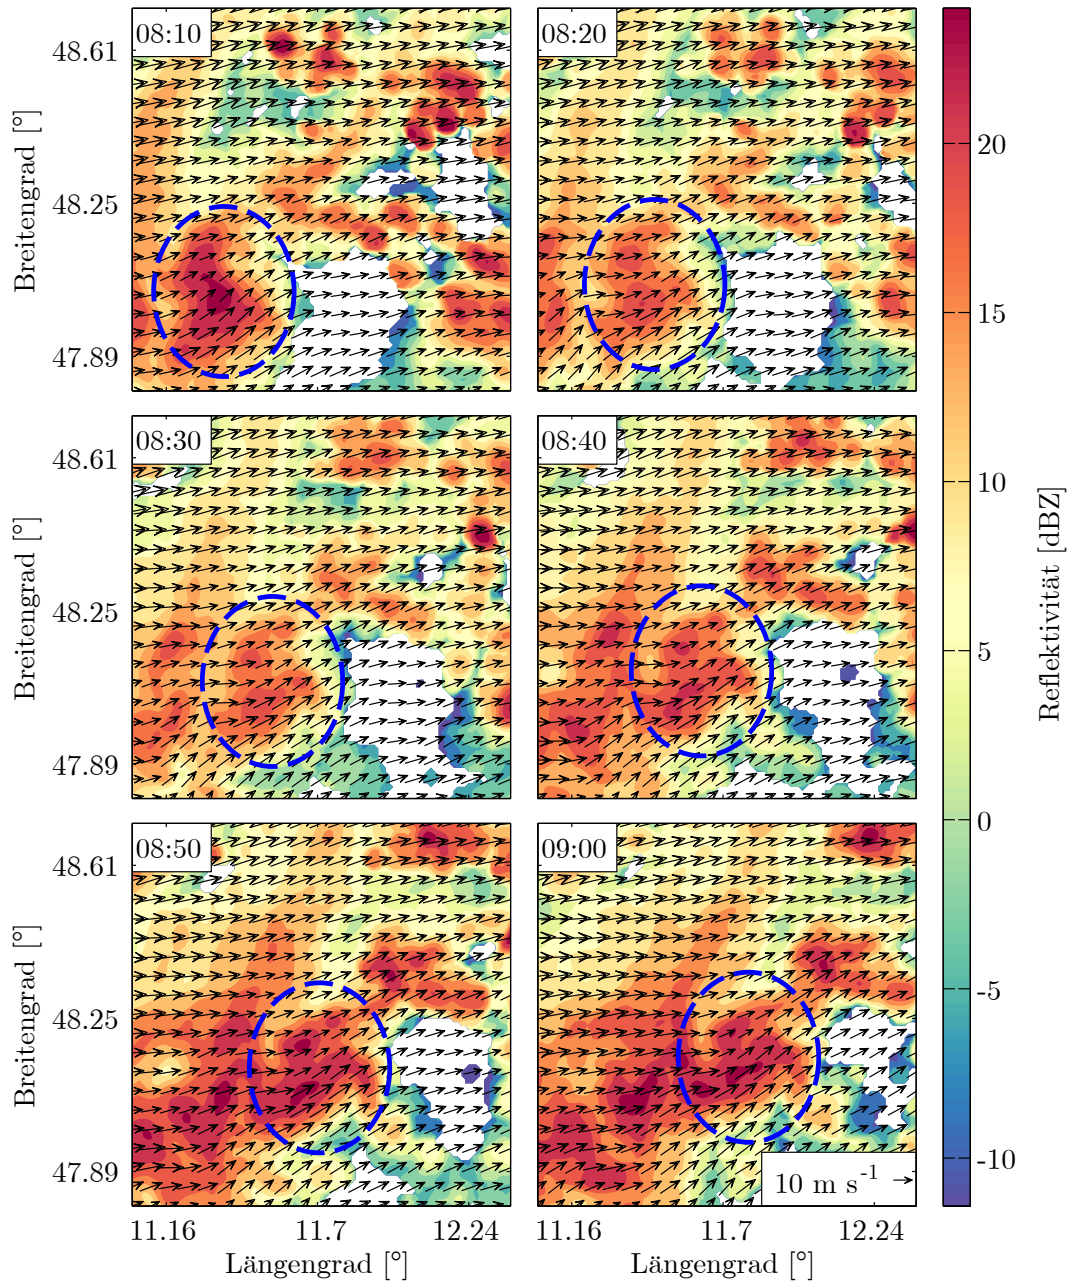 08:10
08:20
48.61
48.25
47.89
Breitengrad [°]
08:30
08:40
48.61
48.25
47.89
Breitengrad [°]
08:50
09:00
48.61
48.25
47.89
Breitengrad [°]
10 m s-1
11.16 11.7 12.24
11.16 11.7 12.24
Längengrad [°]
Längengrad [°]
20
15
10
5
0
-5
-10
Reflektivität [dBZ]